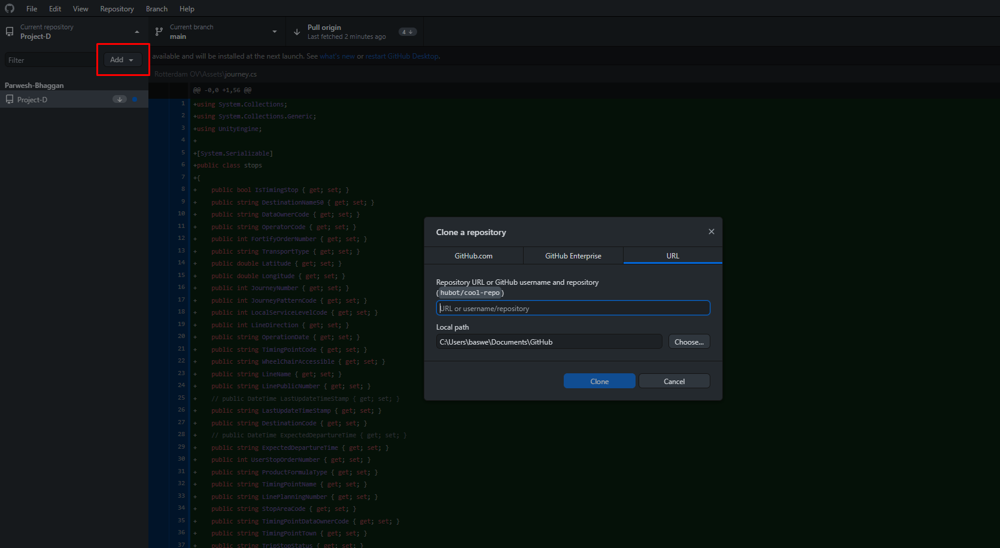 File Edit View Repository Branch Help
Current repository
Project-D
Current branch
main
Pull origin
Last fetched 2 minutes ago
4
Filter
Add
available and will be installed at the next launch. See what's new or restart GitHub Desktop.
Rotterdam OV\Assets\journey.cs
Parwesh-Bhaggan
Project-D
@@ -0,0 +1,56 @@
1 +using System.Collections;
2 +using System.Collections.Generic;
3 +using UnityEngine;
4 +
5 +[System.Serializable]
6 +public class stops
7 +{
8 + public bool IsTimingStop { get; set; }
9 + public string DestinationName50 { get; set; }
10 + public string DataOwnerCode { get; set; }
11 + public string OperatorCode { get; set; }
12 + public int FortifyOrderNumber { get; set; }
13 + public string TransportType { get; set; }
14 + public double Latitude { get; set; }
15 + public double Longitude { get; set; }
16 + public int JourneyNumber { get; set; }
17 + public int JourneyPatternCode { get; set; }
18 + public int LocalServiceLevelCode { get; set; }
19 + public int LineDirection { get; set; }
20 + public string OperationDate { get; set; }
21 + public string TimingPointCode { get; set; }
22 + public string WheelChairAccessible { get; set; }
23 + public string LineName { get; set; }
24 + public string LinePublicNumber { get; set; }
25 + // public DateTime LastUpdateTimeStamp { get; set; }
26 + public string LastUpdateTimeStamp { get; set; }
27 + public string DestinationCode { get; set; }
28 + // public DateTime ExpectedDepartureTime { get; set; }
29 + public string ExpectedDepartureTime { get; set; }
30 + public int UserStopOrderNumber { get; set; }
31 + public string ProductFormulaType { get; set; }
32 + public string TimingPointName { get; set; }
33 + public string LinePlanningNumber { get; set; }
34 + public string StopAreaCode { get; set; }
35 + public string TimingPointDataOwnerCode { get; set; }
36 + public string TimingPointTown { get; set; }
37 + public string TripStopStatus { get; set; }
Clone a repository
GitHub.com GitHub Enterprise URL
Repository URL or GitHub username and repository
(hubot/cool-repo)
URL or username/repository
Local path
C:\Users\baswe\Documents\GitHub
Choose...
Clone Cancel